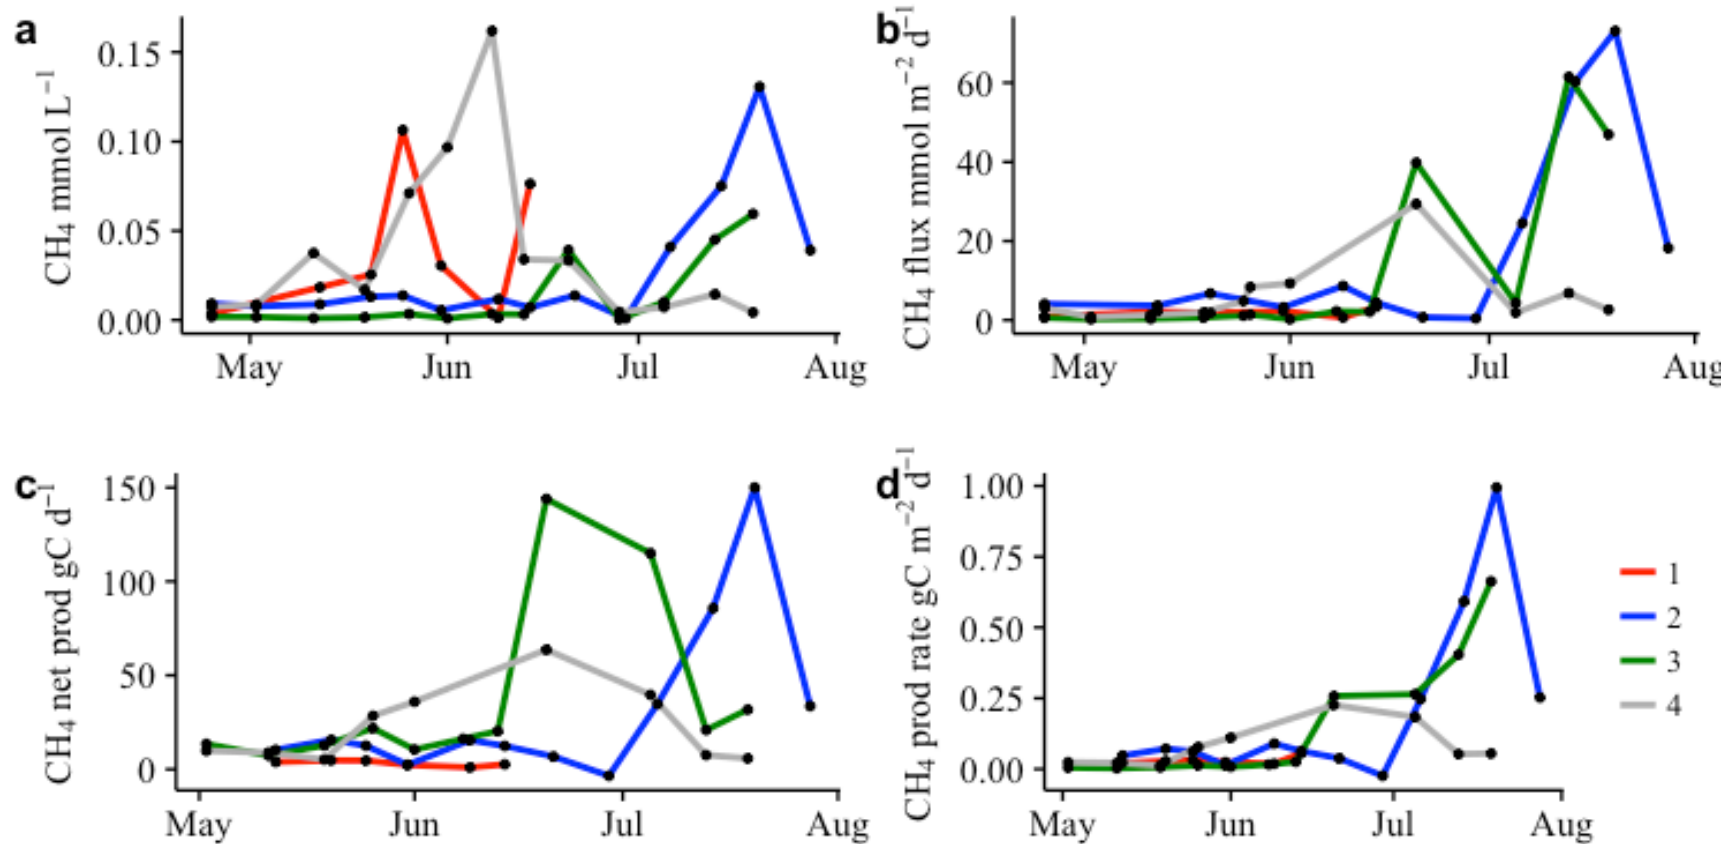 a
CH₄ mmol L⁻¹
0.15
0.10
0.05
0.00
May Jun Jul Aug
b
CH₄ flux mmol m⁻² d⁻¹
60
40
20
0
May Jun Jul Aug
c
CH₄ net prod gC d⁻¹
150
100
50
0
May Jun Jul Aug
d
CH₄ prod rate gC m⁻² d⁻¹
1.00
0.75
0.50
0.25
0.00
May Jun Jul Aug
1
2
3
4